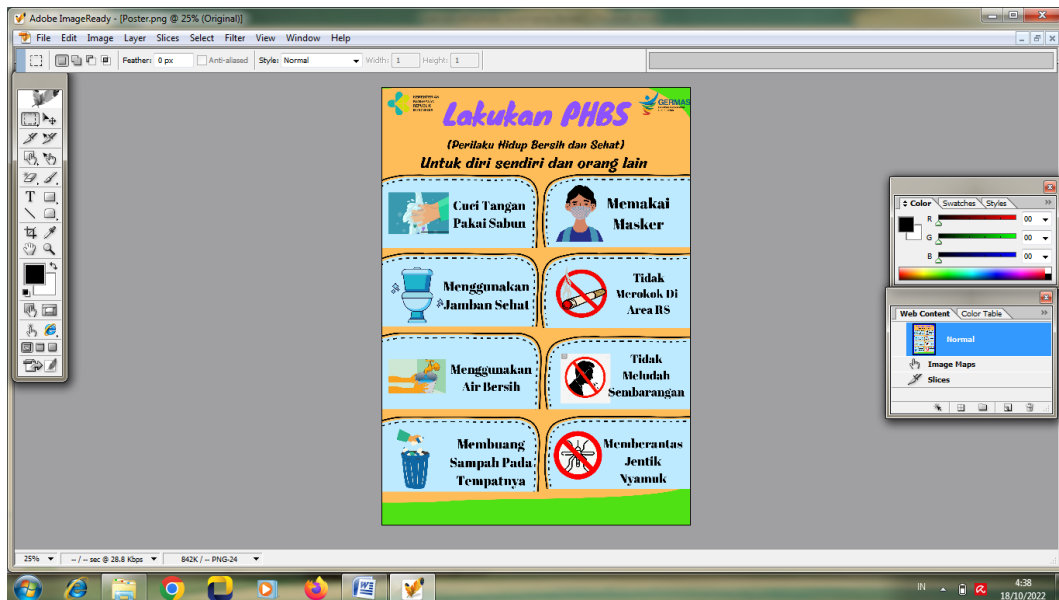 Adobe ImageReady - [Poster.png @ 25% (Original)]
File Edit Image Layer Slices Select Filter View Window Help
Feather: 0 px Anti-aliased Style: Normal Width: 1 Height: 1
KEMENTERIAN
KESEHATAN
REPUBLIK
INDONESIA
GERMAS
Lakukan PHBS
(Perilaku Hidup Bersih dan Sehat)
Untuk diri sendiri dan orang lain
Cuci Tangan
Pakai Sabun
Memakai
Masker
Menggunakan
Jamban Sehat
Tidak
Merokok Di
Area RS
Menggunakan
Air Bersih
Tidak
Meludah
Sembarangan
Membuang
Sampah Pada
Tempatnya
Memberantas
Jentik
Nyamuk
Color Swatches Styles
R 00
G 00
B 00
Web Content Color Table
Normal
Image Maps
Slices
25% -- / -- sec @ 28.8 Kbps 842K / -- PNG-24
IN 4:38
18/10/2022